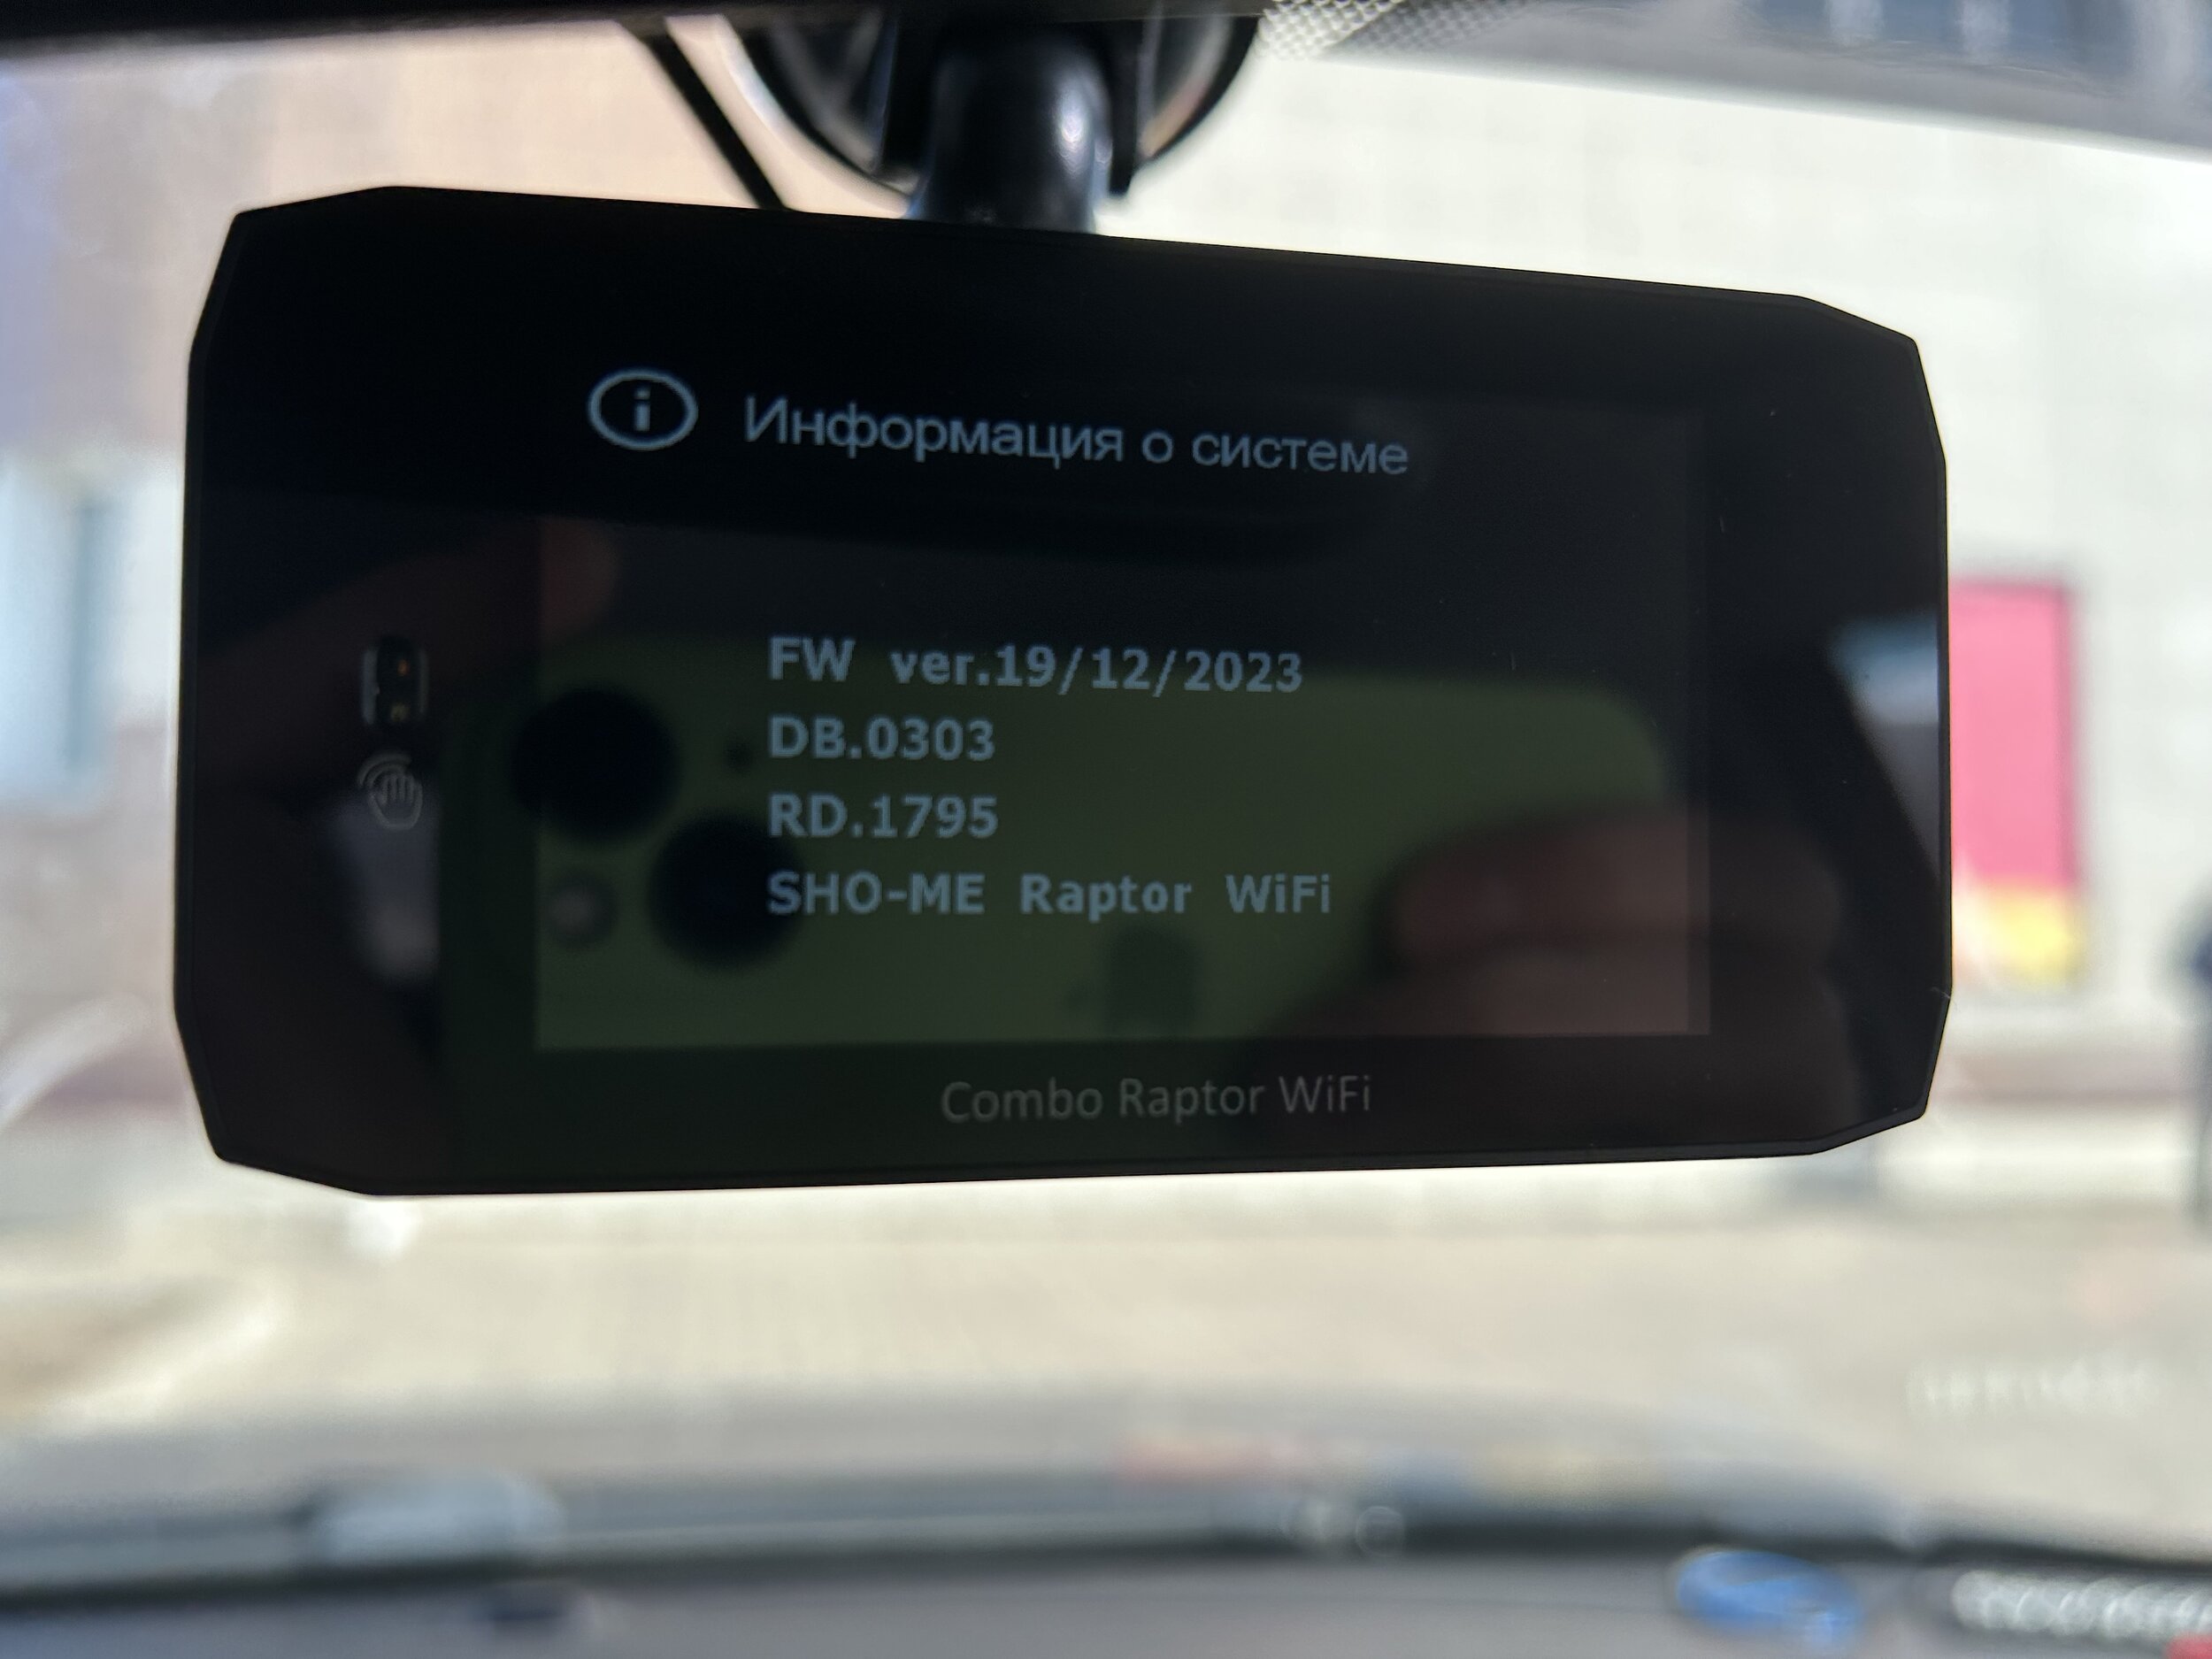 i Информация о системе
FW ver.19/12/2023
DB.0303
RD.1795
SHO-ME Raptor WiFi
Combo Raptor WiFi